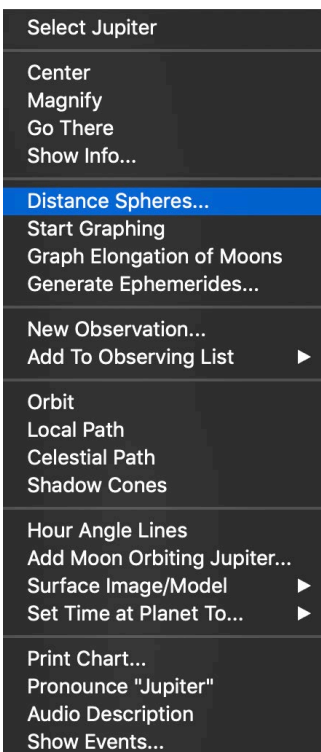 Select Jupiter
Center
Magnify
Go There
Show Info...
Distance Spheres...
Start Graphing
Graph Elongation of Moons
Generate Ephemerides...
New Observation...
Add To Observing List
Orbit
Local Path
Celestial Path
Shadow Cones
Hour Angle Lines
Add Moon Orbiting Jupiter...
Surface Image/Model
Set Time at Planet To...
Print Chart...
Pronounce "Jupiter"
Audio Description
Show Events...